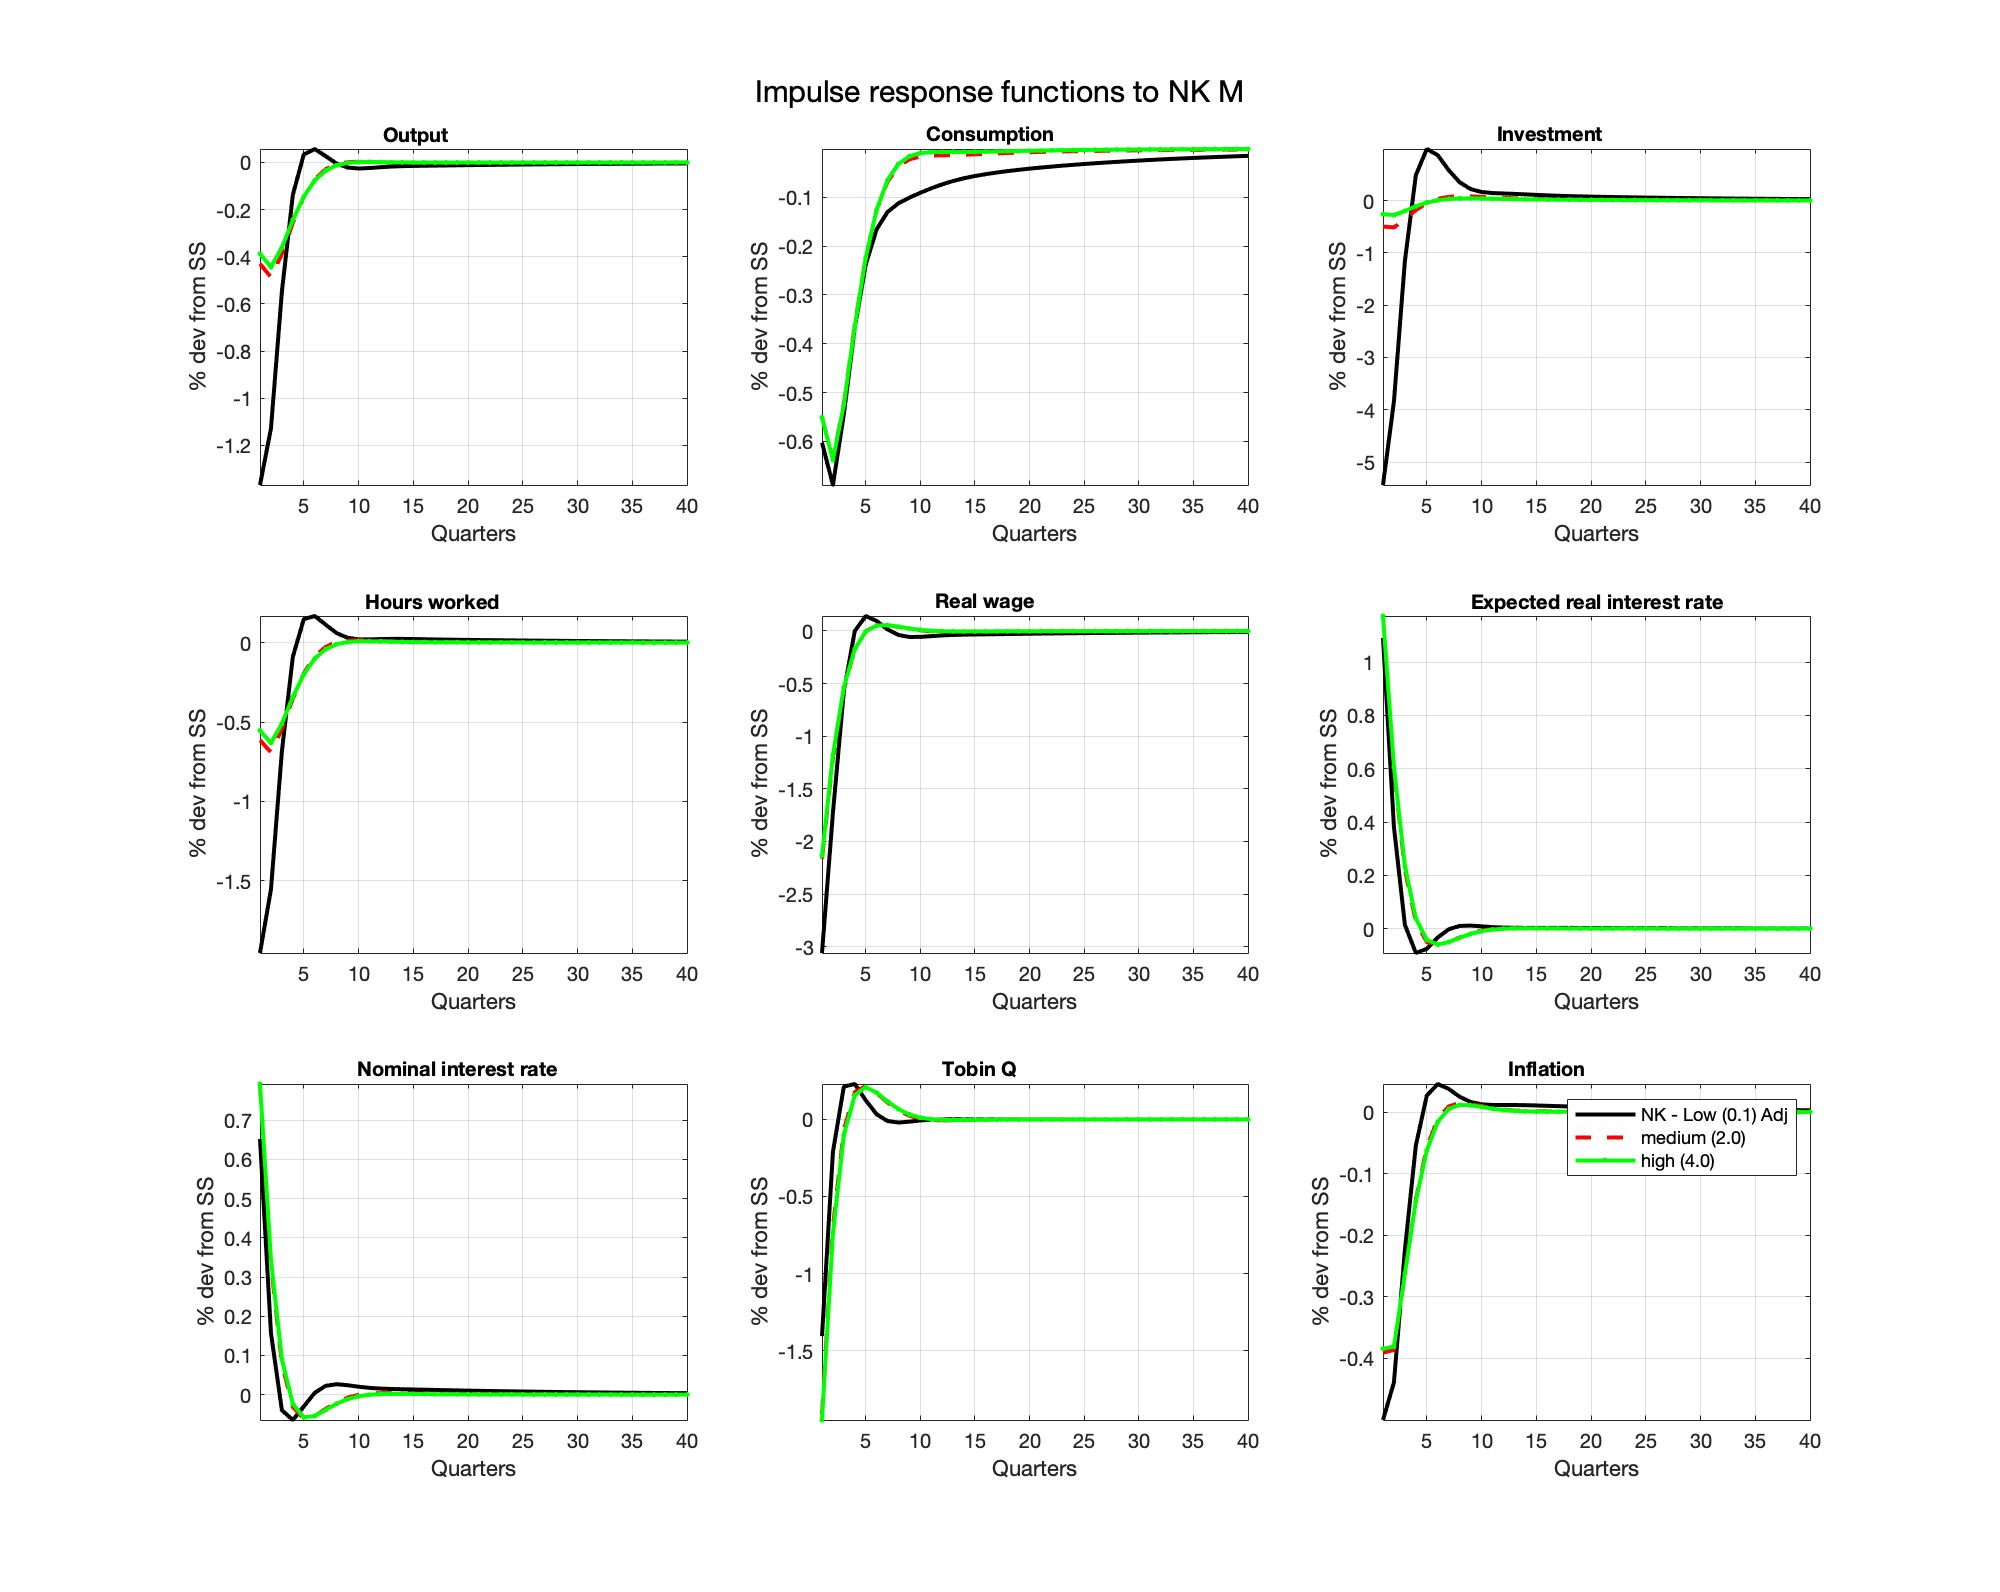 Impulse response functions to NK M
Output
% dev from SS
0
-0.2
-0.4
-0.6
-0.8
-1
-1.2
5 10 15 20 25 30 35 40
Quarters
Consumption
% dev from SS
-0.1
-0.2
-0.3
-0.4
-0.5
-0.6
5 10 15 20 25 30 35 40
Quarters
Investment
% dev from SS
0
-1
-2
-3
-4
-5
5 10 15 20 25 30 35 40
Quarters
Hours worked
% dev from SS
0
-0.5
-1
-1.5
5 10 15 20 25 30 35 40
Quarters
Real wage
% dev from SS
0
-0.5
-1
-1.5
-2
-2.5
-3
5 10 15 20 25 30 35 40
Quarters
Expected real interest rate
% dev from SS
1
0.8
0.6
0.4
0.2
0
5 10 15 20 25 30 35 40
Quarters
Nominal interest rate
% dev from SS
0.7
0.6
0.5
0.4
0.3
0.2
0.1
0
5 10 15 20 25 30 35 40
Quarters
Tobin Q
% dev from SS
0
-0.5
-1
-1.5
5 10 15 20 25 30 35 40
Quarters
Inflation
% dev from SS
0
-0.1
-0.2
-0.3
-0.4
5 10 15 20 25 30 35 40
Quarters
NK - Low (0.1) Adj
medium (2.0)
high (4.0)